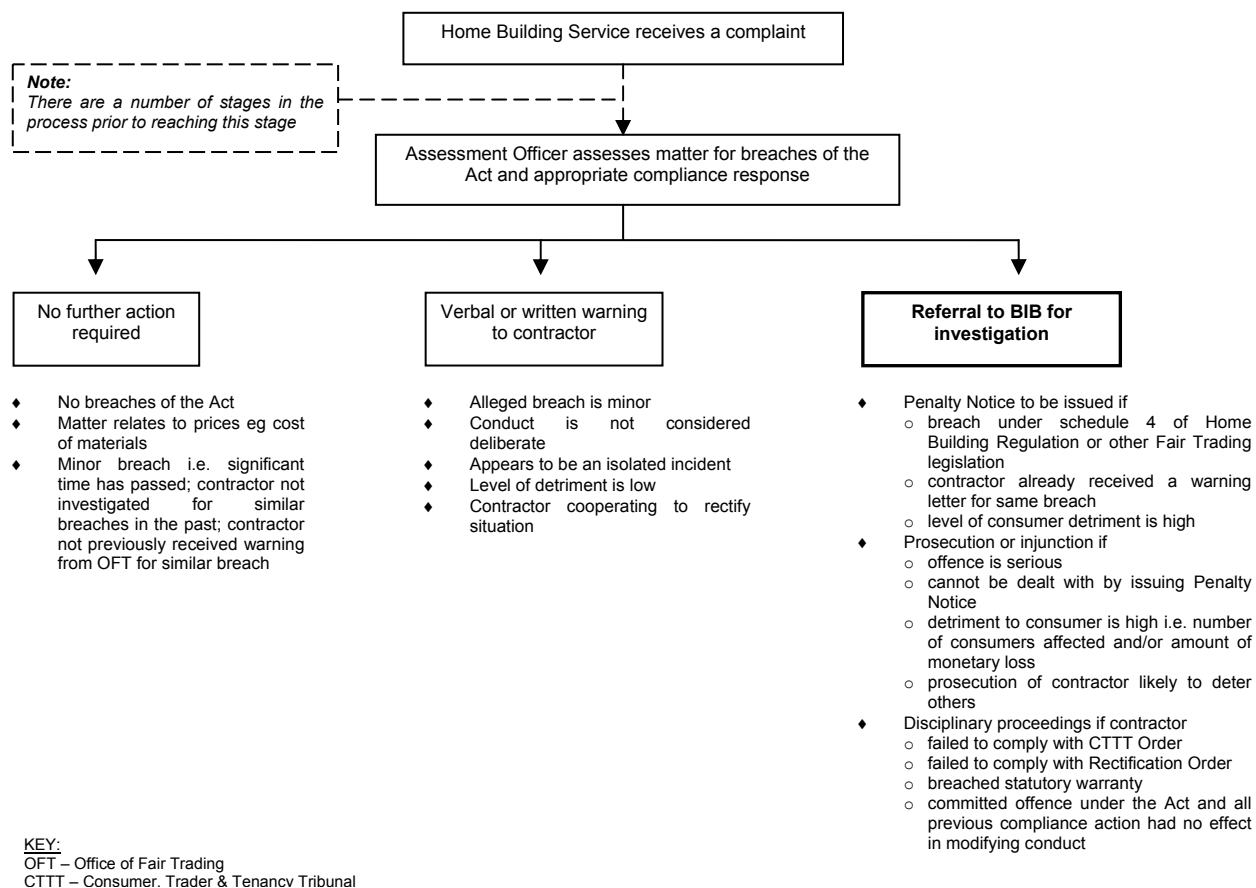 Home Building Service receives a complaint
Note:
There are a number of stages in the
process prior to reaching this stage
Assessment Officer assesses matter for breaches of the
Act and appropriate compliance response
No further action
required
♦ No breaches of the Act
♦ Matter relates to prices eg cost
of materials
♦ Minor breach i.e. significant
time has passed; contractor not
investigated for similar
breaches in the past; contractor
not previously received warning
from OFT for similar breach
Verbal or written warning
to contractor
♦ Alleged breach is minor
♦ Conduct is not considered
deliberate
♦ Appears to be an isolated incident
♦ Level of detriment is low
♦ Contractor cooperating to rectify
situation
Referral to BIB for
investigation
♦ Penalty Notice to be issued if
o breach under schedule 4 of Home
Building Regulation or other Fair Trading
legislation
o contractor already received a warning
letter for same breach
o level of consumer detriment is high
♦ Prosecution or injunction if
o offence is serious
o cannot be dealt with by issuing Penalty
Notice
o detriment to consumer is high i.e. number
of consumers affected and/or amount of
monetary loss
o prosecution of contractor likely to deter
others
♦ Disciplinary proceedings if contractor
o failed to comply with CTTT Order
o failed to comply with Rectification Order
o breached statutory warranty
o committed offence under the Act and all
previous compliance action had no effect
in modifying conduct
KEY:
OFT – Office of Fair Trading
CTTT – Consumer, Trader & Tenancy Tribunal